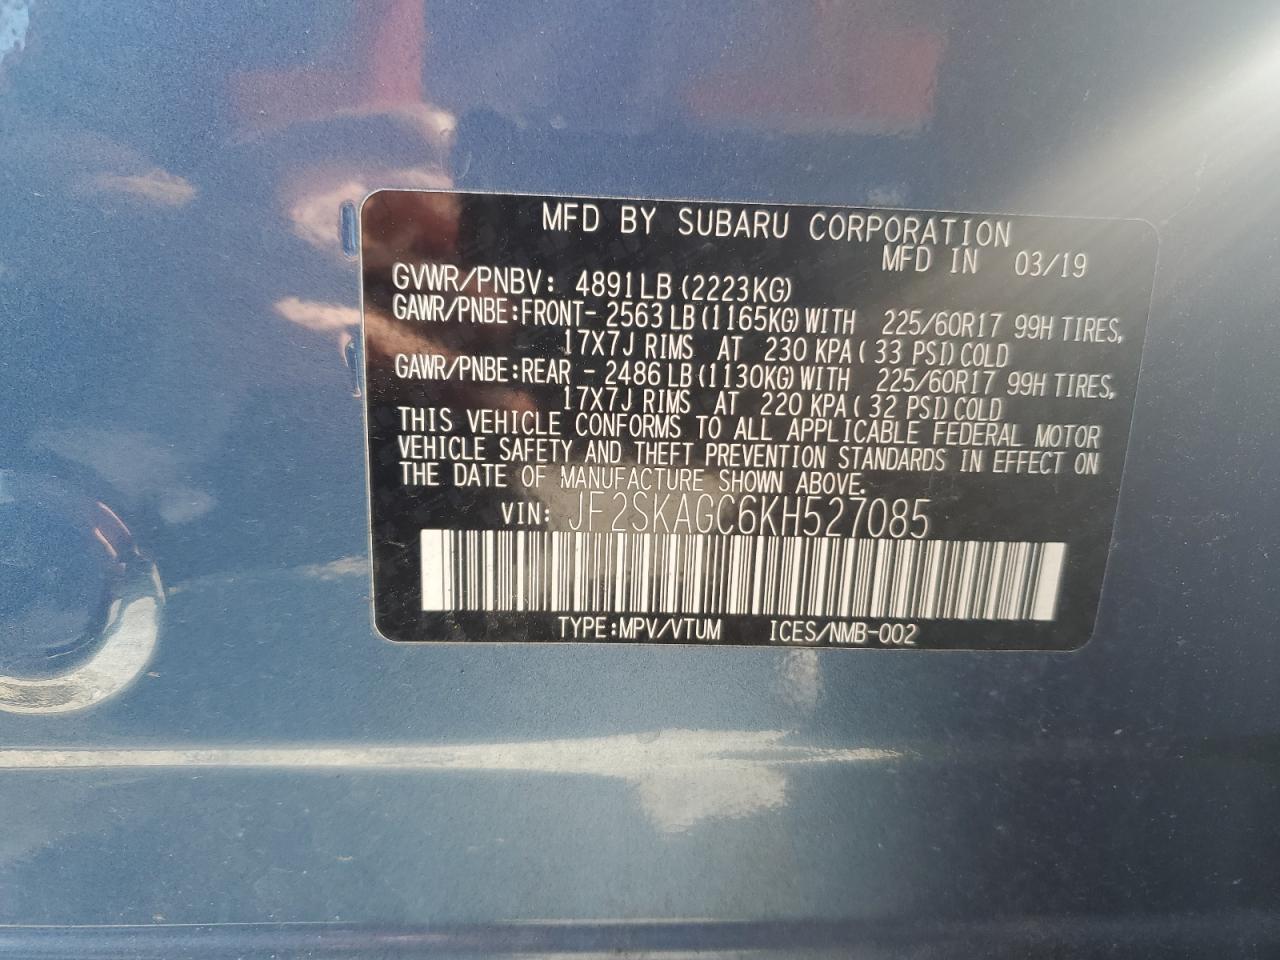 MFD BY SUBARU CORPORATION
MFD IN 03/19
GVWR/PNBV: 4891LB(2223KG)
GAWR/PNBE:FRONT- 2563LB(1165KG)WITH 225/60R17 99H TIRES,
17X7J RIMS AT 230 KPA(33 PSI)COLD
GAWR/PNBE:REAR - 2486LB(1130KG)WITH 225/60R17 99H TIRES,
17X7J RIMS AT 220 KPA(32 PSI)COLD
THIS VEHICLE CONFORMS TO ALL APPLICABLE FEDERAL MOTOR
VEHICLE SAFETY AND THEFT PREVENTION STANDARDS IN EFFECT ON
THE DATE OF MANUFACTURE SHOWN ABOVE.
VIN: JF2SKAGC6KH527085
TYPE:MPV/VTUM ICES/NMB-002